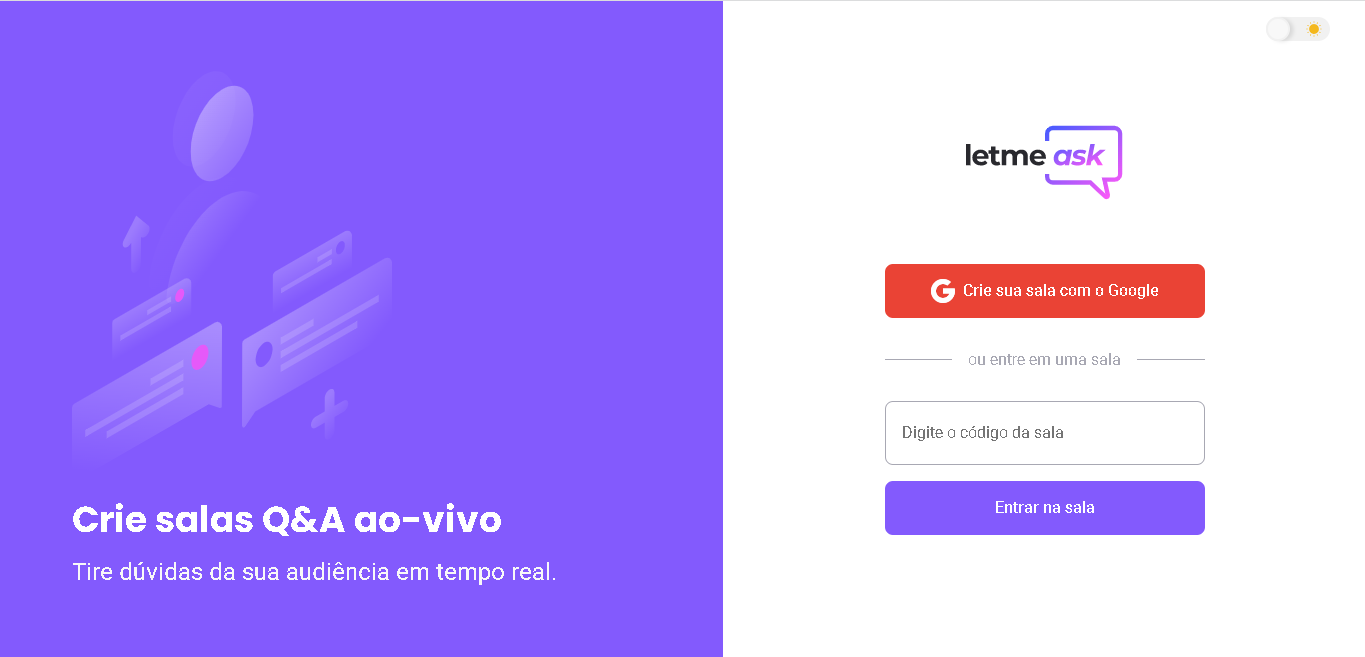 Crie salas Q&A ao-vivo
Tire dúvidas da sua audiência em tempo real.
letme ask
Crie sua sala com o Google
ou entre em uma sala
Digite o código da sala
Entrar na sala